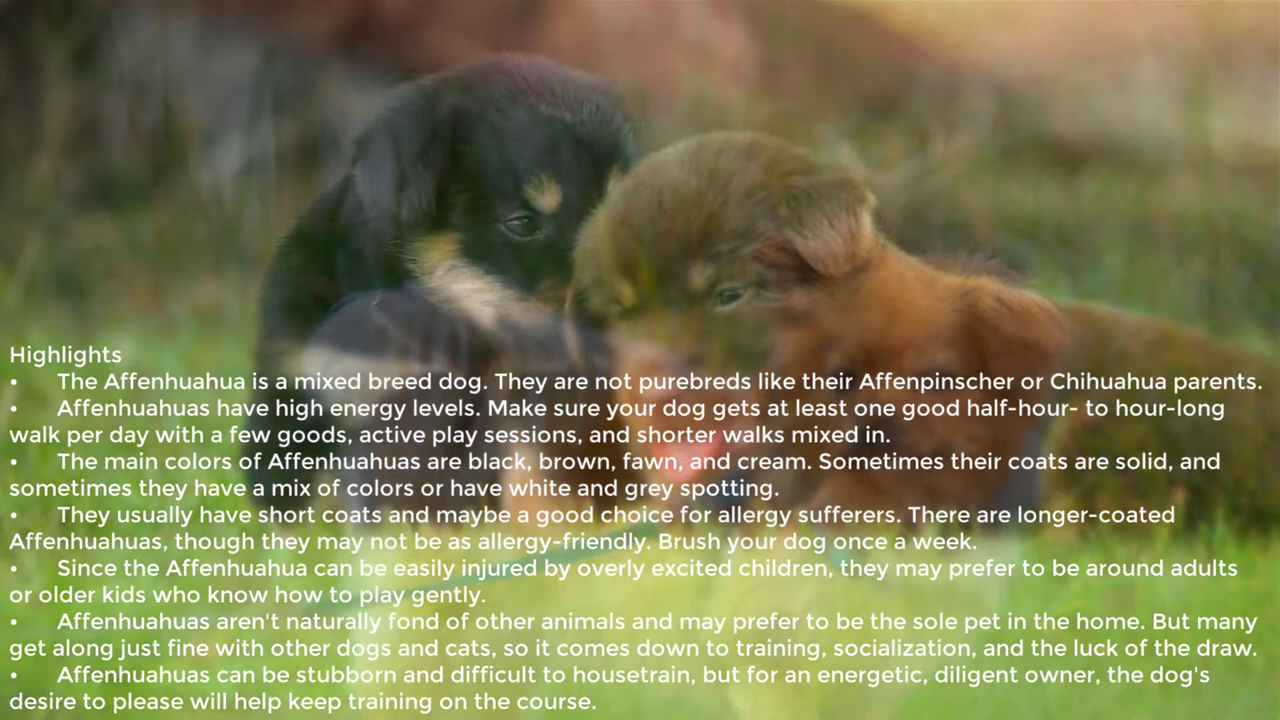 Highlights
• The Affenhuahua is a mixed breed dog. They are not purebreds like their Affenpinscher or Chihuahua parents.
• Affenhuahuas have high energy levels. Make sure your dog gets at least one good half-hour- to hour-long
walk per day with a few goods, active play sessions, and shorter walks mixed in.
• The main colors of Affenhuahuas are black, brown, fawn, and cream. Sometimes their coats are solid, and
sometimes they have a mix of colors or have white and grey spotting.
• They usually have short coats and maybe a good choice for allergy sufferers. There are longer-coated
Affenhuahuas, though they may not be as allergy-friendly. Brush your dog once a week.
• Since the Affenhuahua can be easily injured by overly excited children, they may prefer to be around adults
or older kids who know how to play gently.
• Affenhuahuas aren't naturally fond of other animals and may prefer to be the sole pet in the home. But many
get along just fine with other dogs and cats, so it comes down to training, socialization, and the luck of the draw.
• Affenhuahuas can be stubborn and difficult to housetrain, but for an energetic, diligent owner, the dog's
desire to please will help keep training on the course.